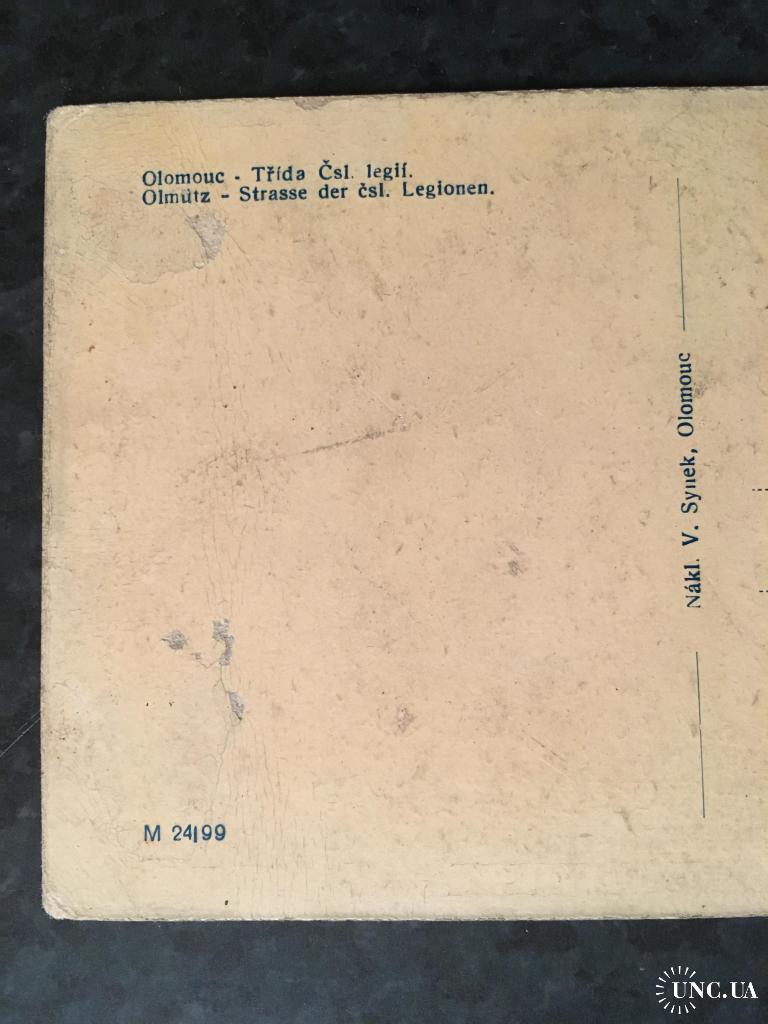 Olomouc - Třída Čsl. legií.
Olmütz - Strasse der čsl. Legionen.
Nákl. V. Synek, Olomouc
M 24|99
UNC.UA